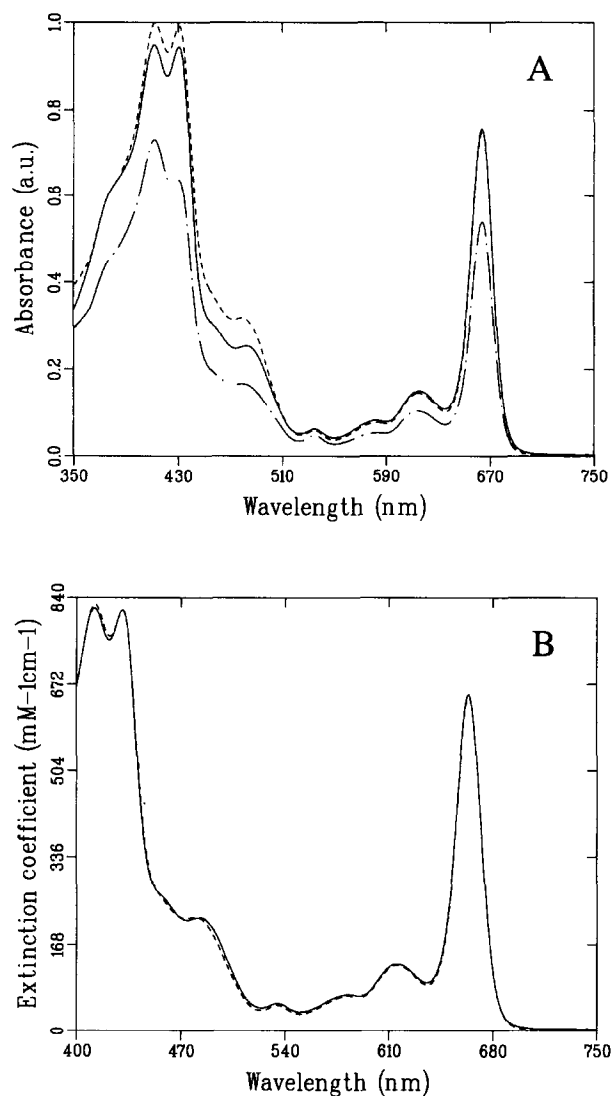 A
Absorbance (a.u.)
1.0
0.8
0.6
0.4
0.2
0.0
350 430 510 590 670 750
Wavelength (nm)
B
Extinction coefficient (mM-1cm-1)
840
672
504
336
168
0
400 470 540 610 680 750
Wavelength (nm)